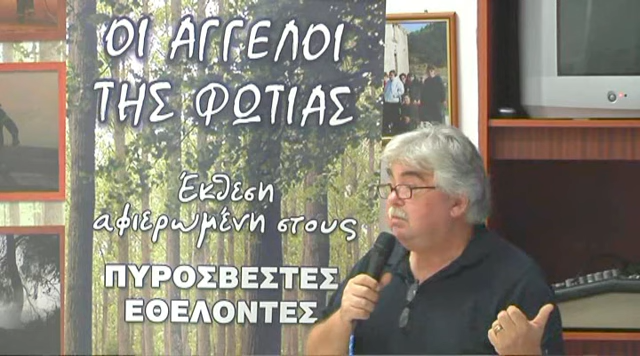 ΟΙ ΑΓΓΕΛΟΙ
ΤΗΣ ΦΩΤΙΑΣ
Έκθεση
αφιερωμένη στους
ΠΥΡΟΣΒΕΣΤΕΣ
ΕΘΕΛΟΝΤΕΣ!